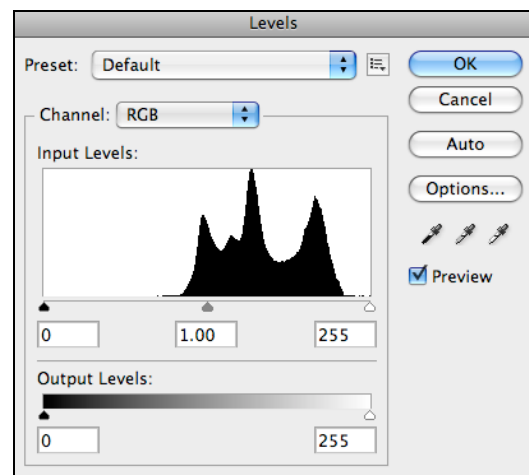 Levels
Preset: Default
OK
Cancel
Channel: RGB
Auto
Input Levels:
Options...
Preview
0 1.00 255
Output Levels:
0 255